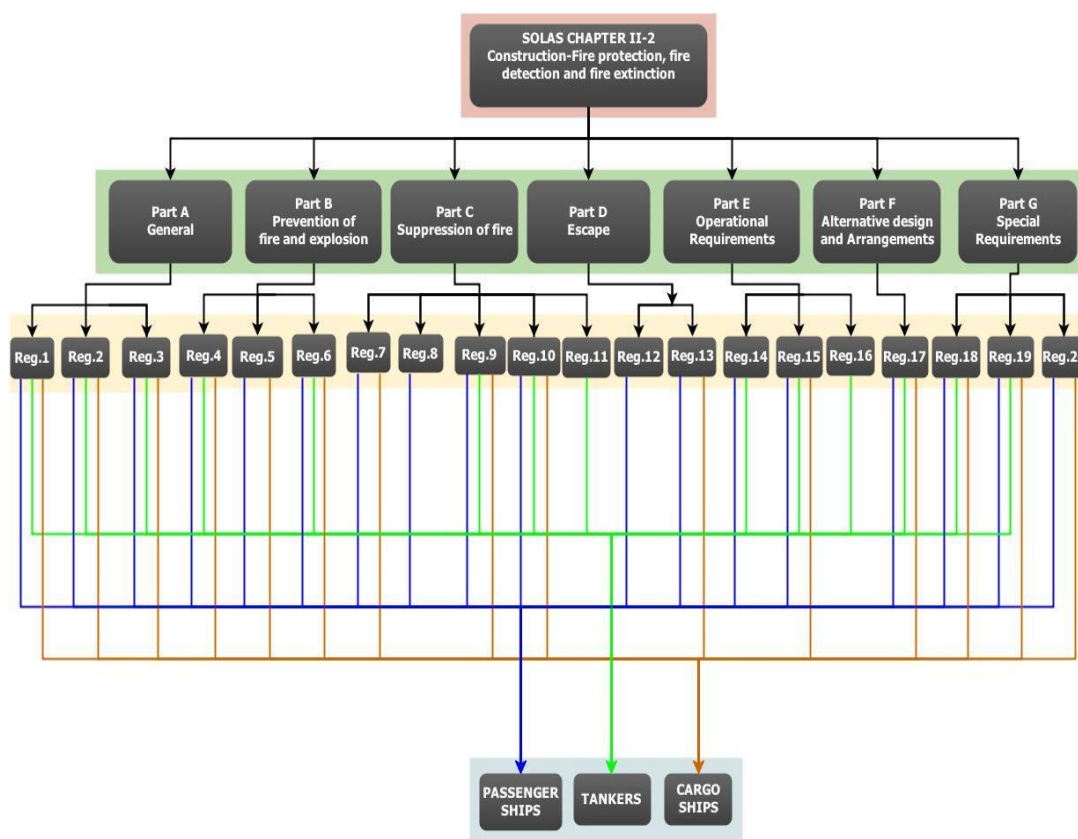 SOLAS CHAPTER II-2
Construction-Fire protection, fire
detection and fire extinction
Part A
General
Part B
Prevention of
fire and explosion
Part C
Suppression of fire
Part D
Escape
Part E
Operational
Requirements
Part F
Alternative design
and Arrangements
Part G
Special
Requirements
Reg.1
Reg.2
Reg.3
Reg.4
Reg.5
Reg.6
Reg.7
Reg.8
Reg.9
Reg.10
Reg.11
Reg.12
Reg.13
Reg.14
Reg.15
Reg.16
Reg.17
Reg.18
Reg.19
Reg.2
PASSENGER
SHIPS
TANKERS
CARGO
SHIPS